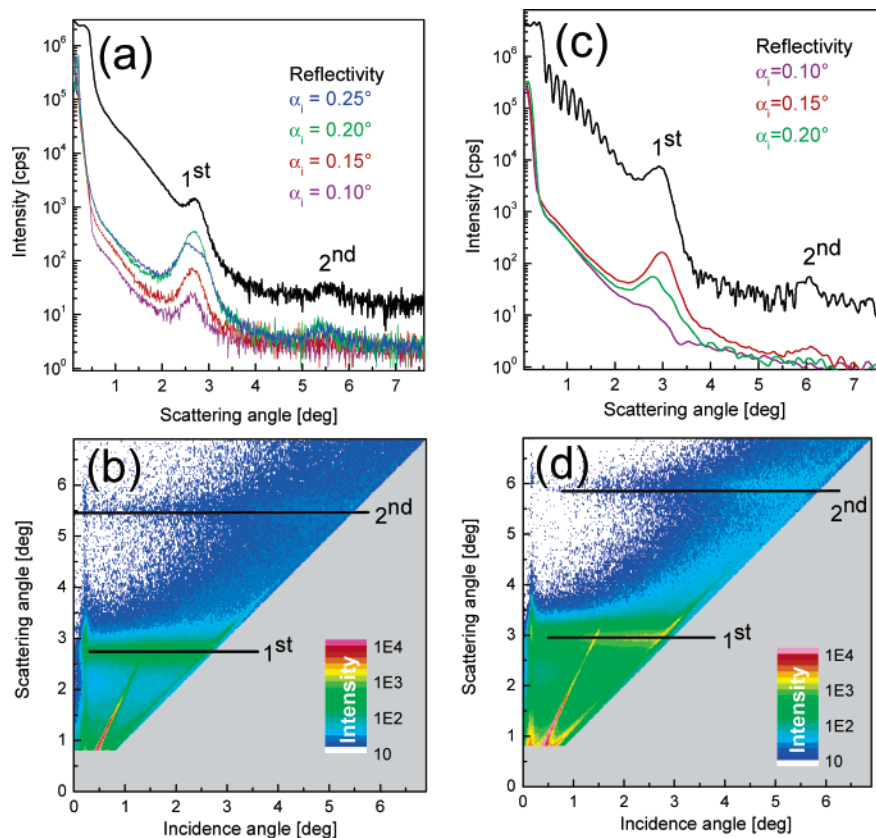 (a)
Reflectivity
αi = 0.25°
αi = 0.20°
αi = 0.15°
αi = 0.10°
1st
2nd
10^6
10^5
10^4
10^3
10^2
10^1
10^0
Intensity [cps]
1 2 3 4 5 6 7
Scattering angle [deg]
(c)
Reflectivity
αi=0.10°
αi=0.15°
αi=0.20°
1st
2nd
10^6
10^5
10^4
10^3
10^2
10^1
10^0
Intensity [cps]
1 3 5 7
Scattering angle [deg]
(b)
2nd
1st
6
5
4
3
2
1
0
Scattering angle [deg]
Intensity
1E4
1E3
1E2
10
0 1 2 3 4 5 6
Incidence angle [deg]
(d)
2nd
1st
6
5
4
3
2
1
0
Scattering angle [deg]
Intensity
1E4
1E3
1E2
10
0 1 2 3 4 5 6
Incidence angle [deg]